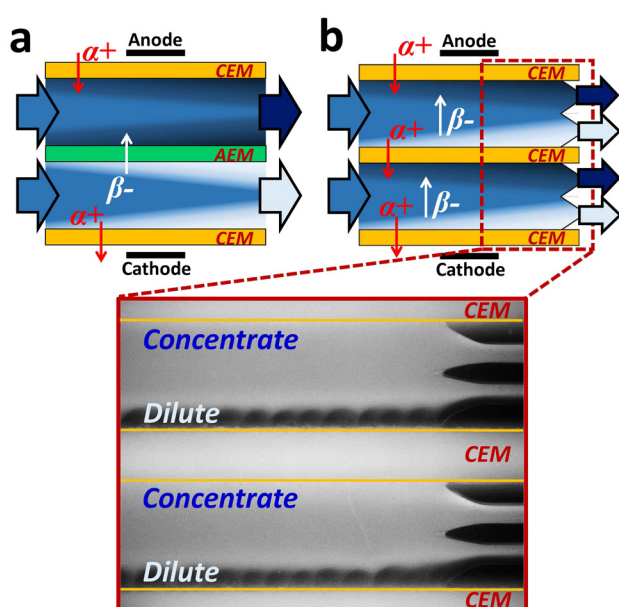 a
Anode
α+
CEM
AEM
β-
α+
CEM
Cathode
b
Anode
α+
CEM
β-
α+
CEM
β-
α+
CEM
Cathode
CEM
Concentrate
Dilute
CEM
Concentrate
Dilute
CEM